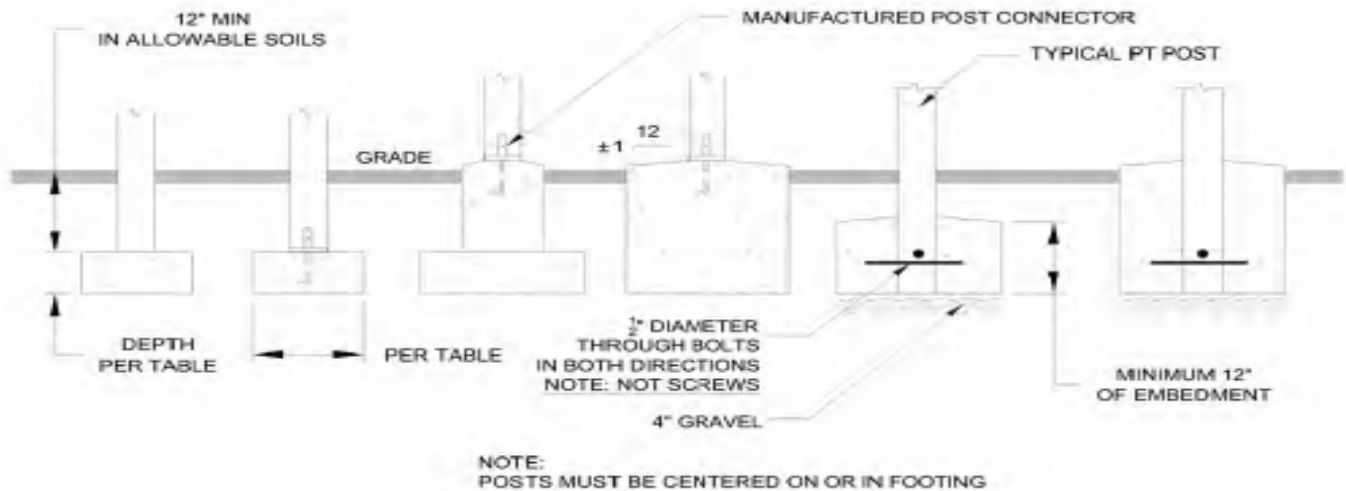 12" MIN
IN ALLOWABLE SOILS
MANUFACTURED POST CONNECTOR
TYPICAL PT POST
12
±1
GRADE
DEPTH
PER TABLE
PER TABLE
½" DIAMETER
THROUGH BOLTS
IN BOTH DIRECTIONS
NOTE: NOT SCREWS
4" GRAVEL
MINIMUM 12"
OF EMBEDMENT
NOTE:
POSTS MUST BE CENTERED ON OR IN FOOTING